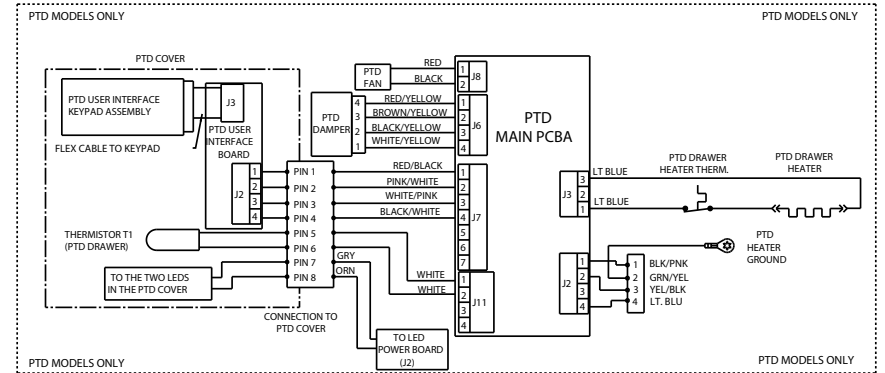 PTD MODELS ONLY
PTD MODELS ONLY
PTD COVER
PTD USER INTERFACE
KEYPAD ASSEMBLY
FLEX CABLE TO KEYPAD
J3
PTD USER
INTERFACE
BOARD
J2
1
2
3
4
THERMISTOR T1
(PTD DRAWER)
TO THE TWO LEDS
IN THE PTD COVER
PIN 1
PIN 2
PIN 3
PIN 4
PIN 5
PIN 6
PIN 7
PIN 8
CONNECTION TO
PTD COVER
PTD
FAN
RED
BLACK
1
2
J8
PTD
DAMPER
4
3
2
1
RED/YELLOW
BROWN/YELLOW
BLACK/YELLOW
WHITE/YELLOW
1
2
3
4
J6
RED/BLACK
PINK/WHITE
WHITE/PINK
BLACK/WHITE
1
2
3
4
5
6
7
J7
GRY
ORN
WHITE
WHITE
1
2
3
4
J11
TO LED
POWER BOARD
(J2)
PTD
MAIN PCBA
J3
3
2
1
LT BLUE
LT BLUE
PTD DRAWER
HEATER THERM.
PTD DRAWER
HEATER
PTD
HEATER
GROUND
J2
1
2
3
4
1
2
3
4
BLK/PNK
GRN/YEL
YEL/BLK
LT. BLU
PTD MODELS ONLY
PTD MODELS ONLY